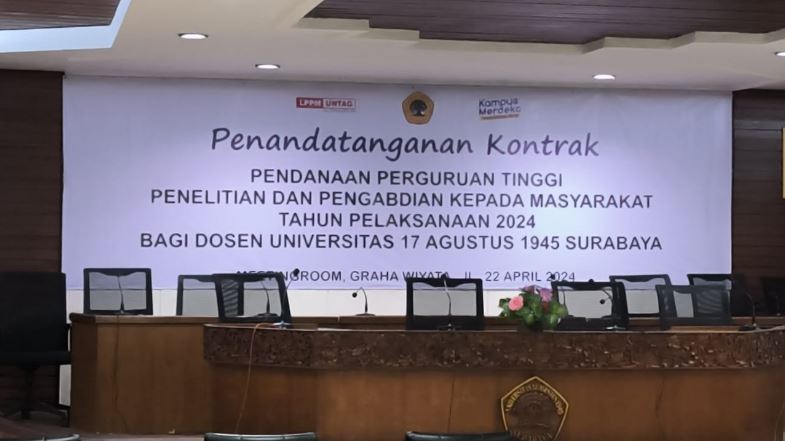 LPPM UNTAG
Kampus
Merdeka
Penandatanganan Kontrak
PENDANAAN PERGURUAN TINGGI
PENELITIAN DAN PENGABDIAN KEPADA MASYARAKAT
TAHUN PELAKSANAAN 2024
BAGI DOSEN UNIVERSITAS 17 AGUSTUS 1945 SURABAYA
MEETINGROOM, GRAHA WIYATA, 22 APRIL 2024